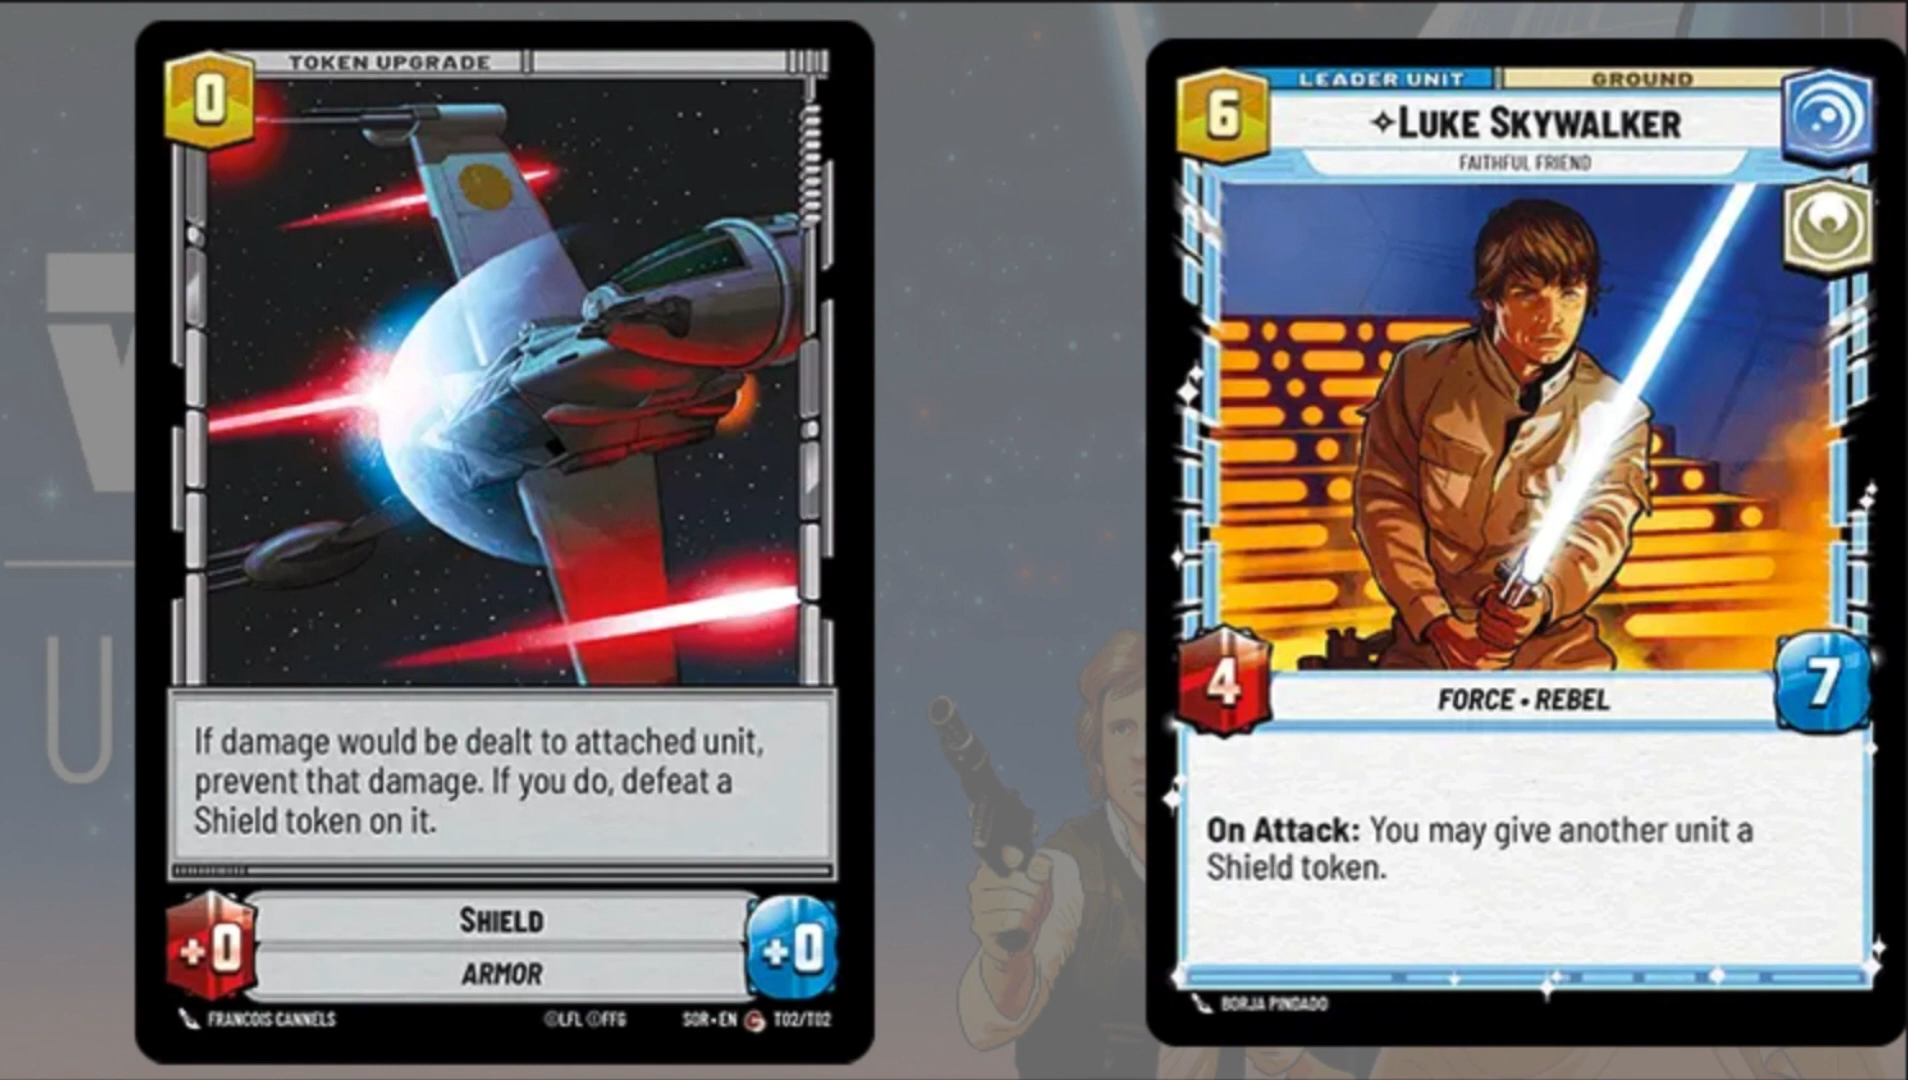 TOKEN UPGRADE
0
If damage would be dealt to attached unit,
prevent that damage. If you do, defeat a
Shield token on it.
+0
SHIELD
+0
ARMOR
FRANCOIS CANNELS
©LFL ©FFG
SOR•EN
T02/T02
LEADER UNIT
GROUND
6
LUKE SKYWALKER
FAITHFUL FRIEND
4
FORCE • REBEL
7
On Attack: You may give another unit a
Shield token.
BORJA PINDADO